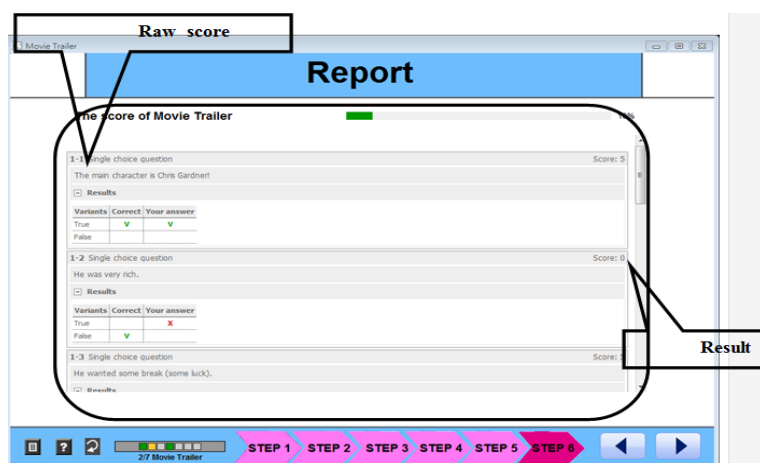 Raw score
Movie Trailer
Report
The score of Movie Trailer
1-1 Single choice question Score: 5
The main character is Chris Gardner!
Results
Variants Correct Your answer
True V V
False
1-2 Single choice question Score: 0
He was very rich.
Results
Variants Correct Your answer
True X
False V
Result
1-3 Single choice question Score:
He wanted some break (some luck).
Results
STEP 1 STEP 2 STEP 3 STEP 4 STEP 5 STEP 6
?
2/7 Movie Trailer